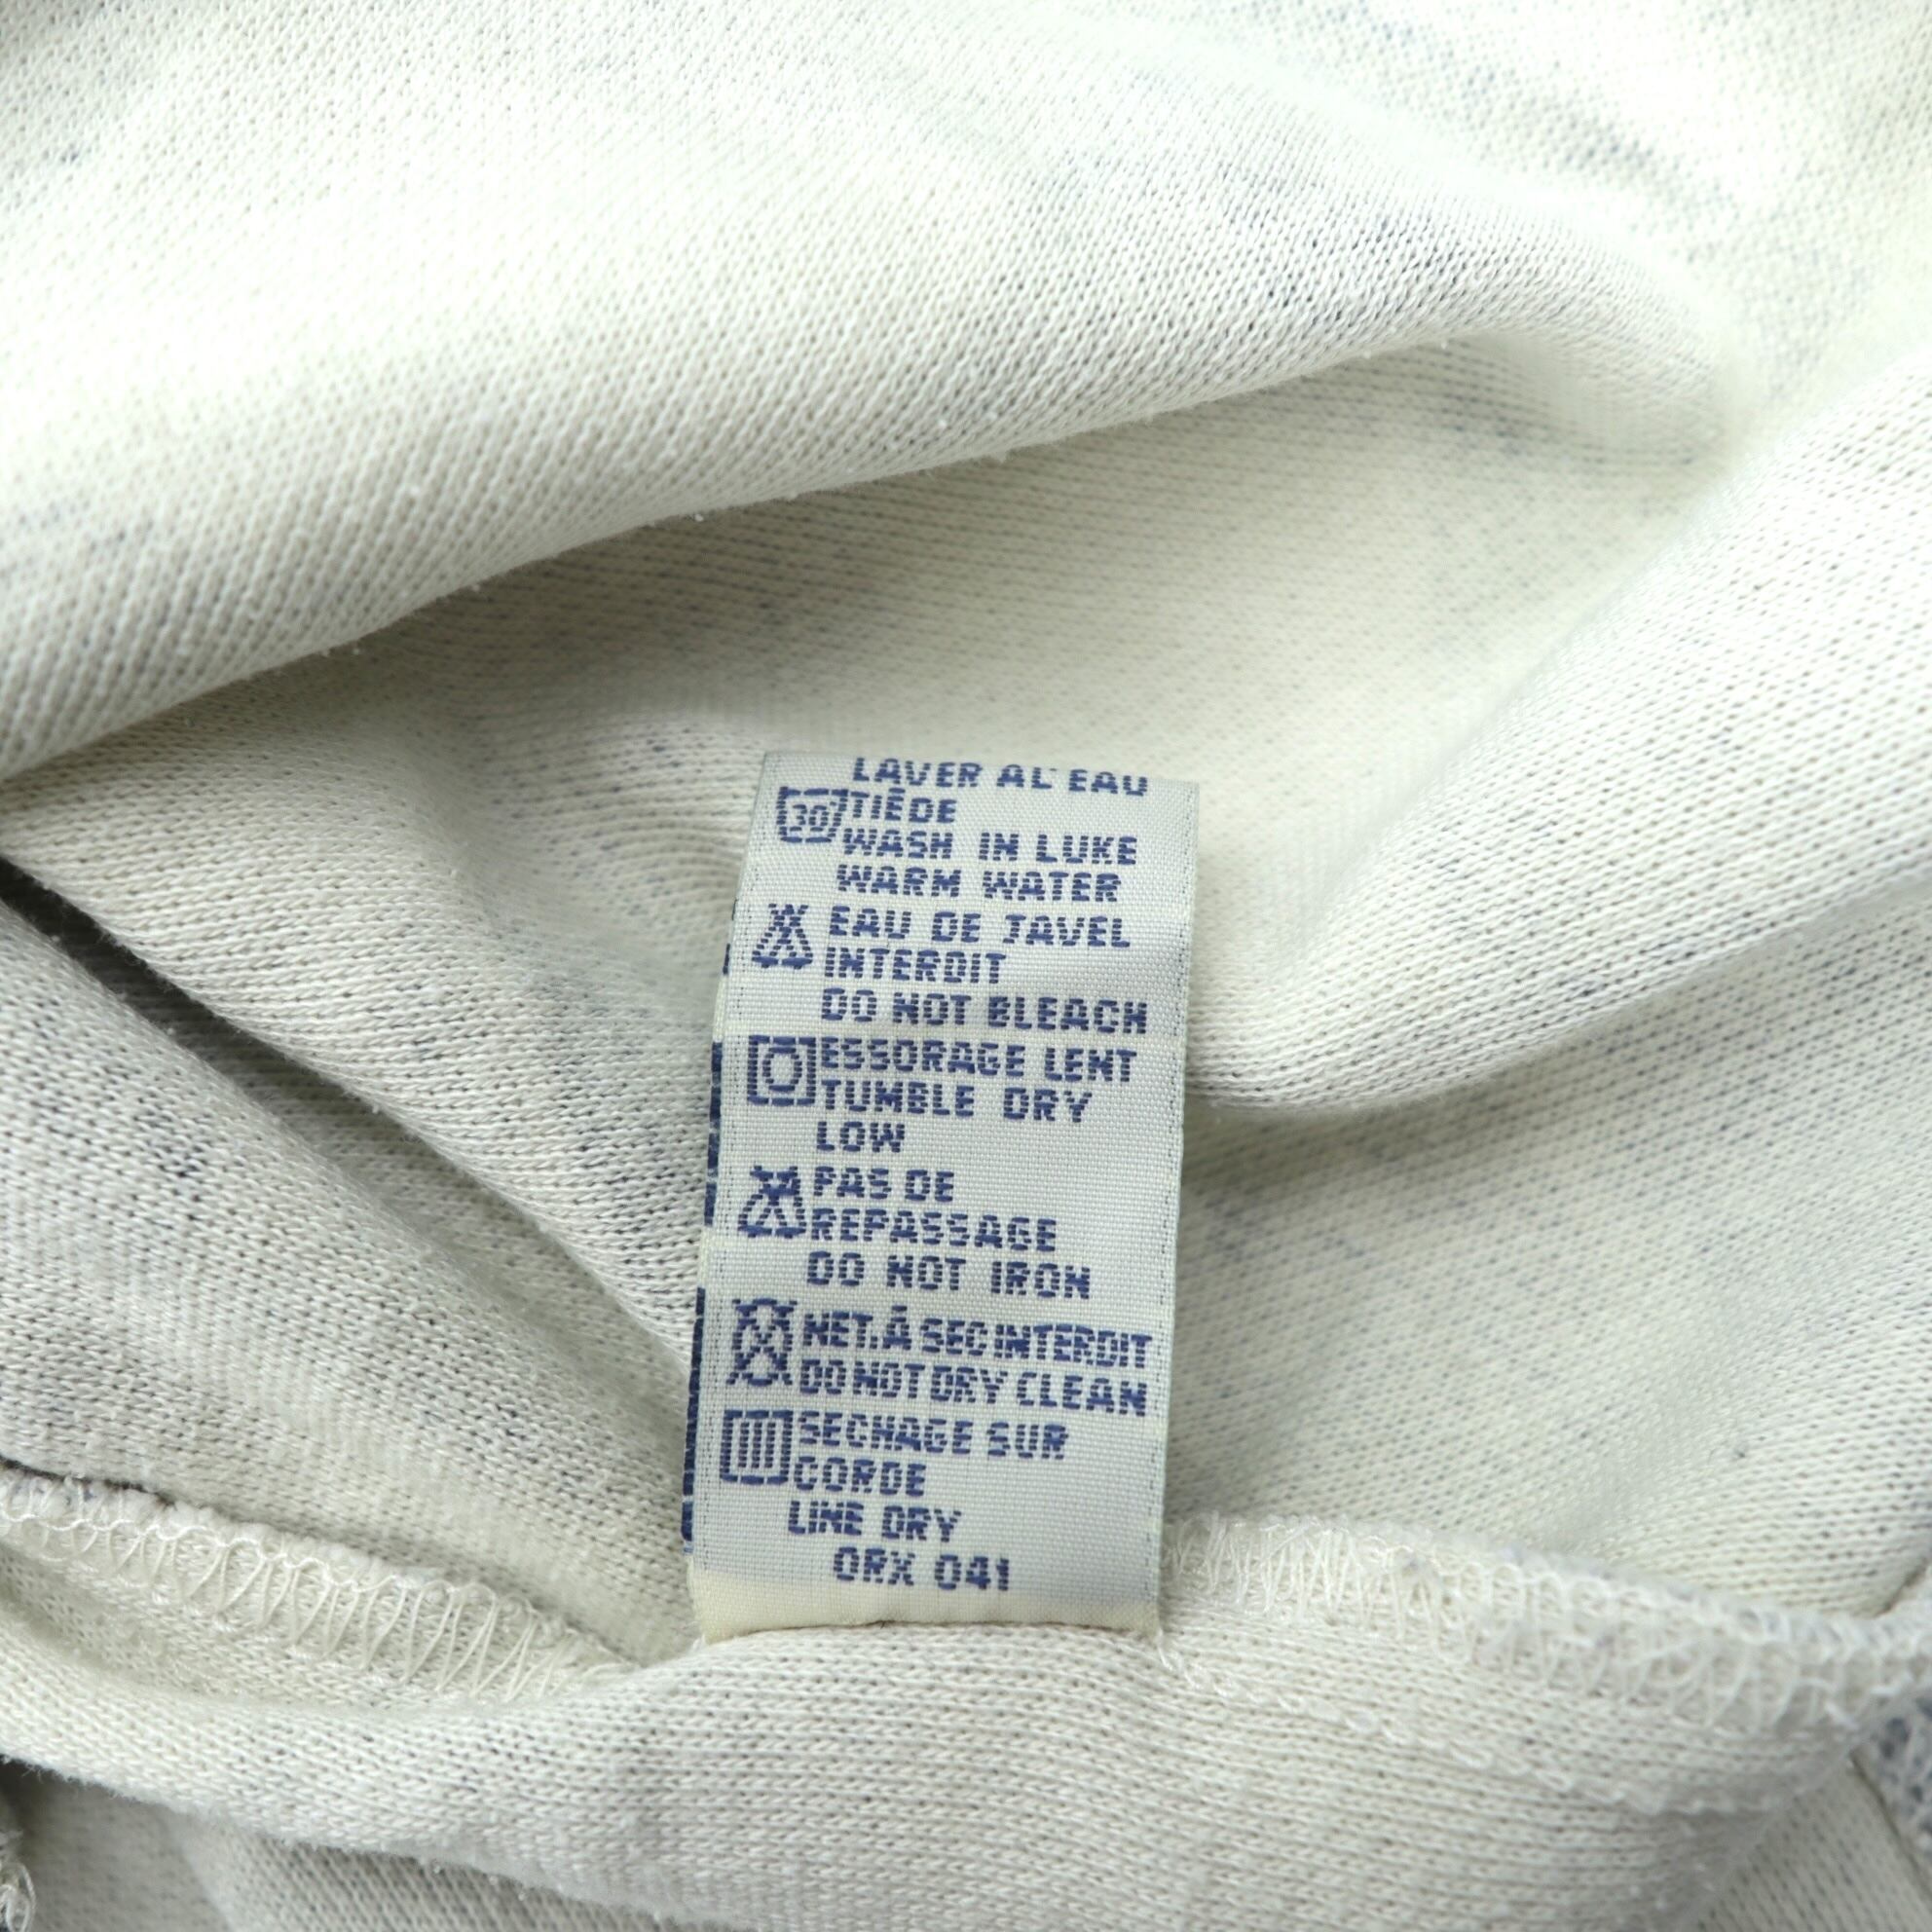 LAVER AL'EAU
30° TIÈDE
WASH IN LUKE
WARM WATER
EAU DE JAVEL
INTERDIT
DO NOT BLEACH
ESSORAGE LENT
TUMBLE DRY
LOW
PAS DE
REPASSAGE
DO NOT IRON
NET.À SEC INTERDIT
DO NOT DRY CLEAN
SECHAGE SUR
CORDE
LINE DRY
ORX 041